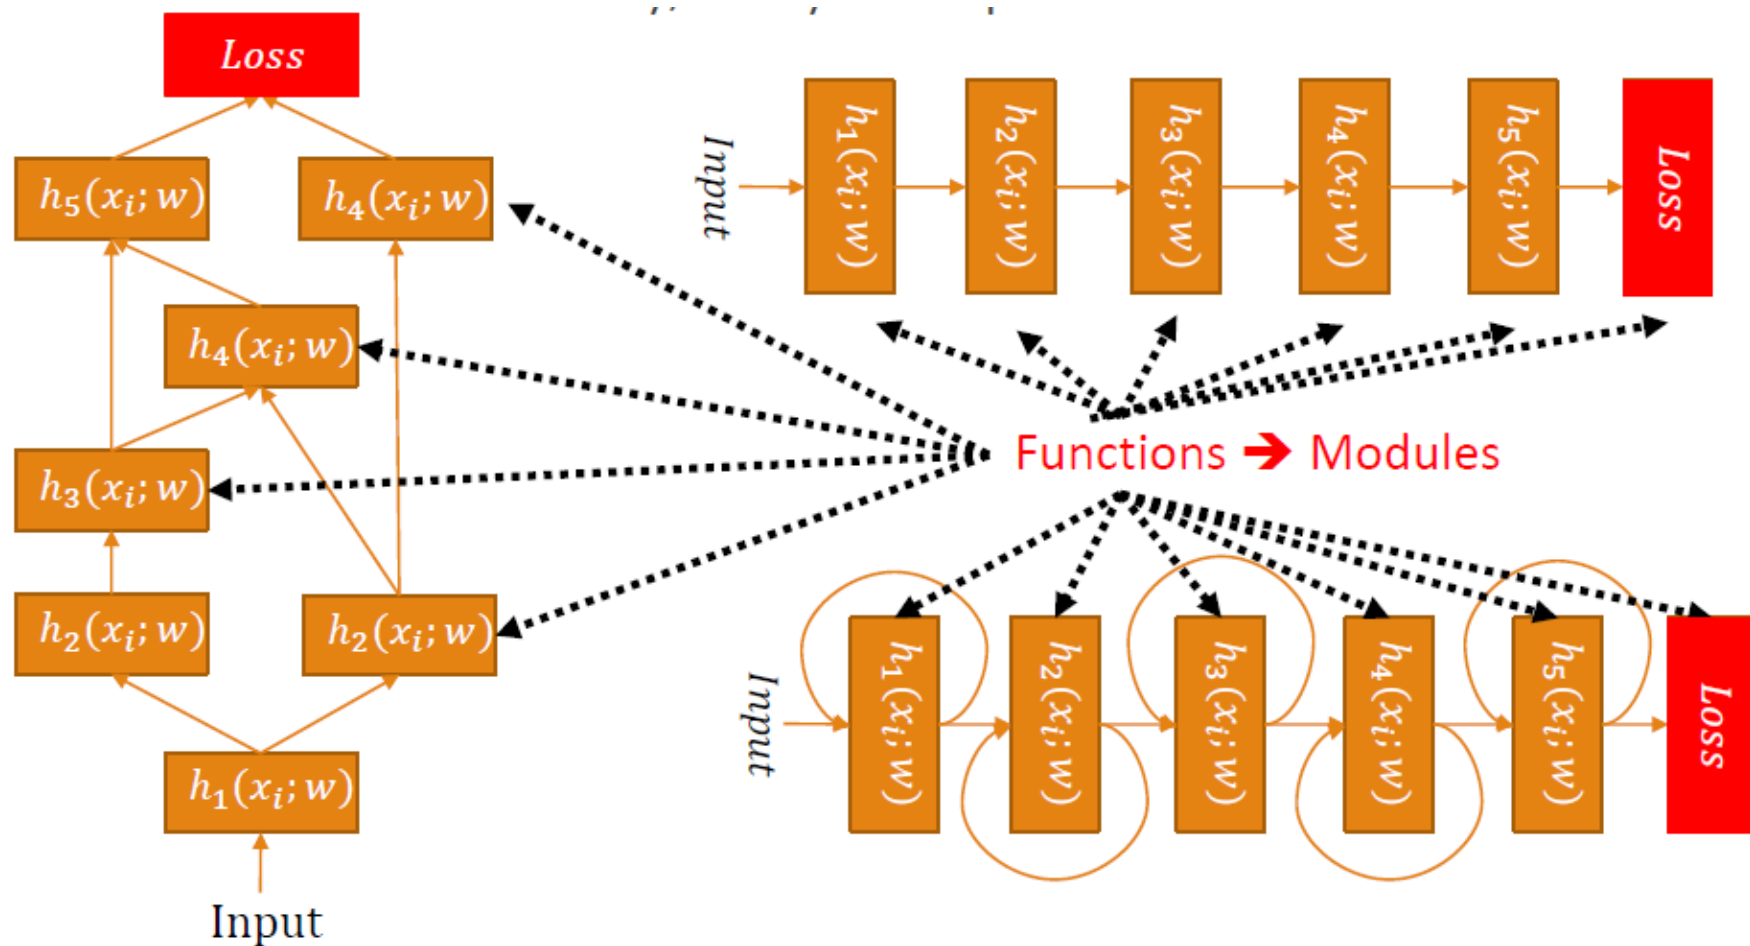 Loss
h₅(xᵢ; w)
h₄(xᵢ; w)
h₄(xᵢ; w)
h₃(xᵢ; w)
h₂(xᵢ; w)
h₂(xᵢ; w)
h₁(xᵢ; w)
Input
Input
h₁(xᵢ; w)
h₂(xᵢ; w)
h₃(xᵢ; w)
h₄(xᵢ; w)
h₅(xᵢ; w)
Loss
Functions ➔ Modules
Input
h₁(xᵢ; w)
h₂(xᵢ; w)
h₃(xᵢ; w)
h₄(xᵢ; w)
h₅(xᵢ; w)
Loss